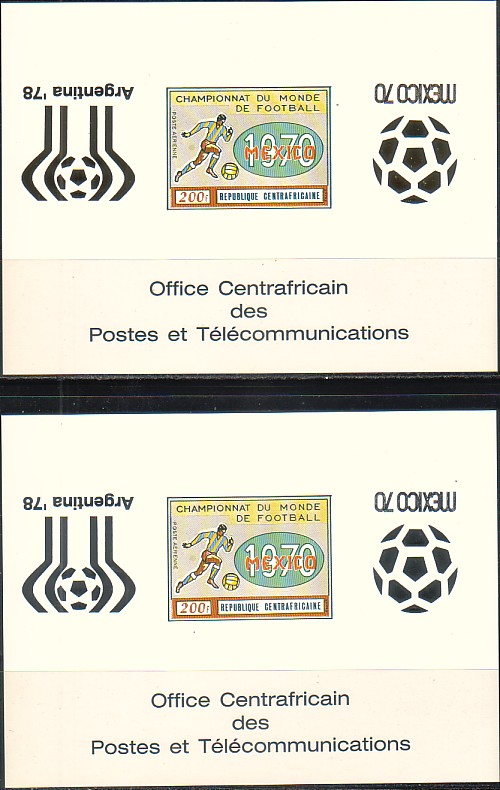 Argentina '78
MEXICO 70
CHAMPIONNAT DU MONDE
DE FOOTBALL
POSTE AÉRIENNE
1970
MEXICO
200F
REPUBLIQUE CENTRAFRICAINE
Office Centrafricain
des
Postes et Télécommunications
Argentina '78
MEXICO 70
CHAMPIONNAT DU MONDE
DE FOOTBALL
POSTE AÉRIENNE
1970
MEXICO
200F
REPUBLIQUE CENTRAFRICAINE
Office Centrafricain
des
Postes et Télécommunications